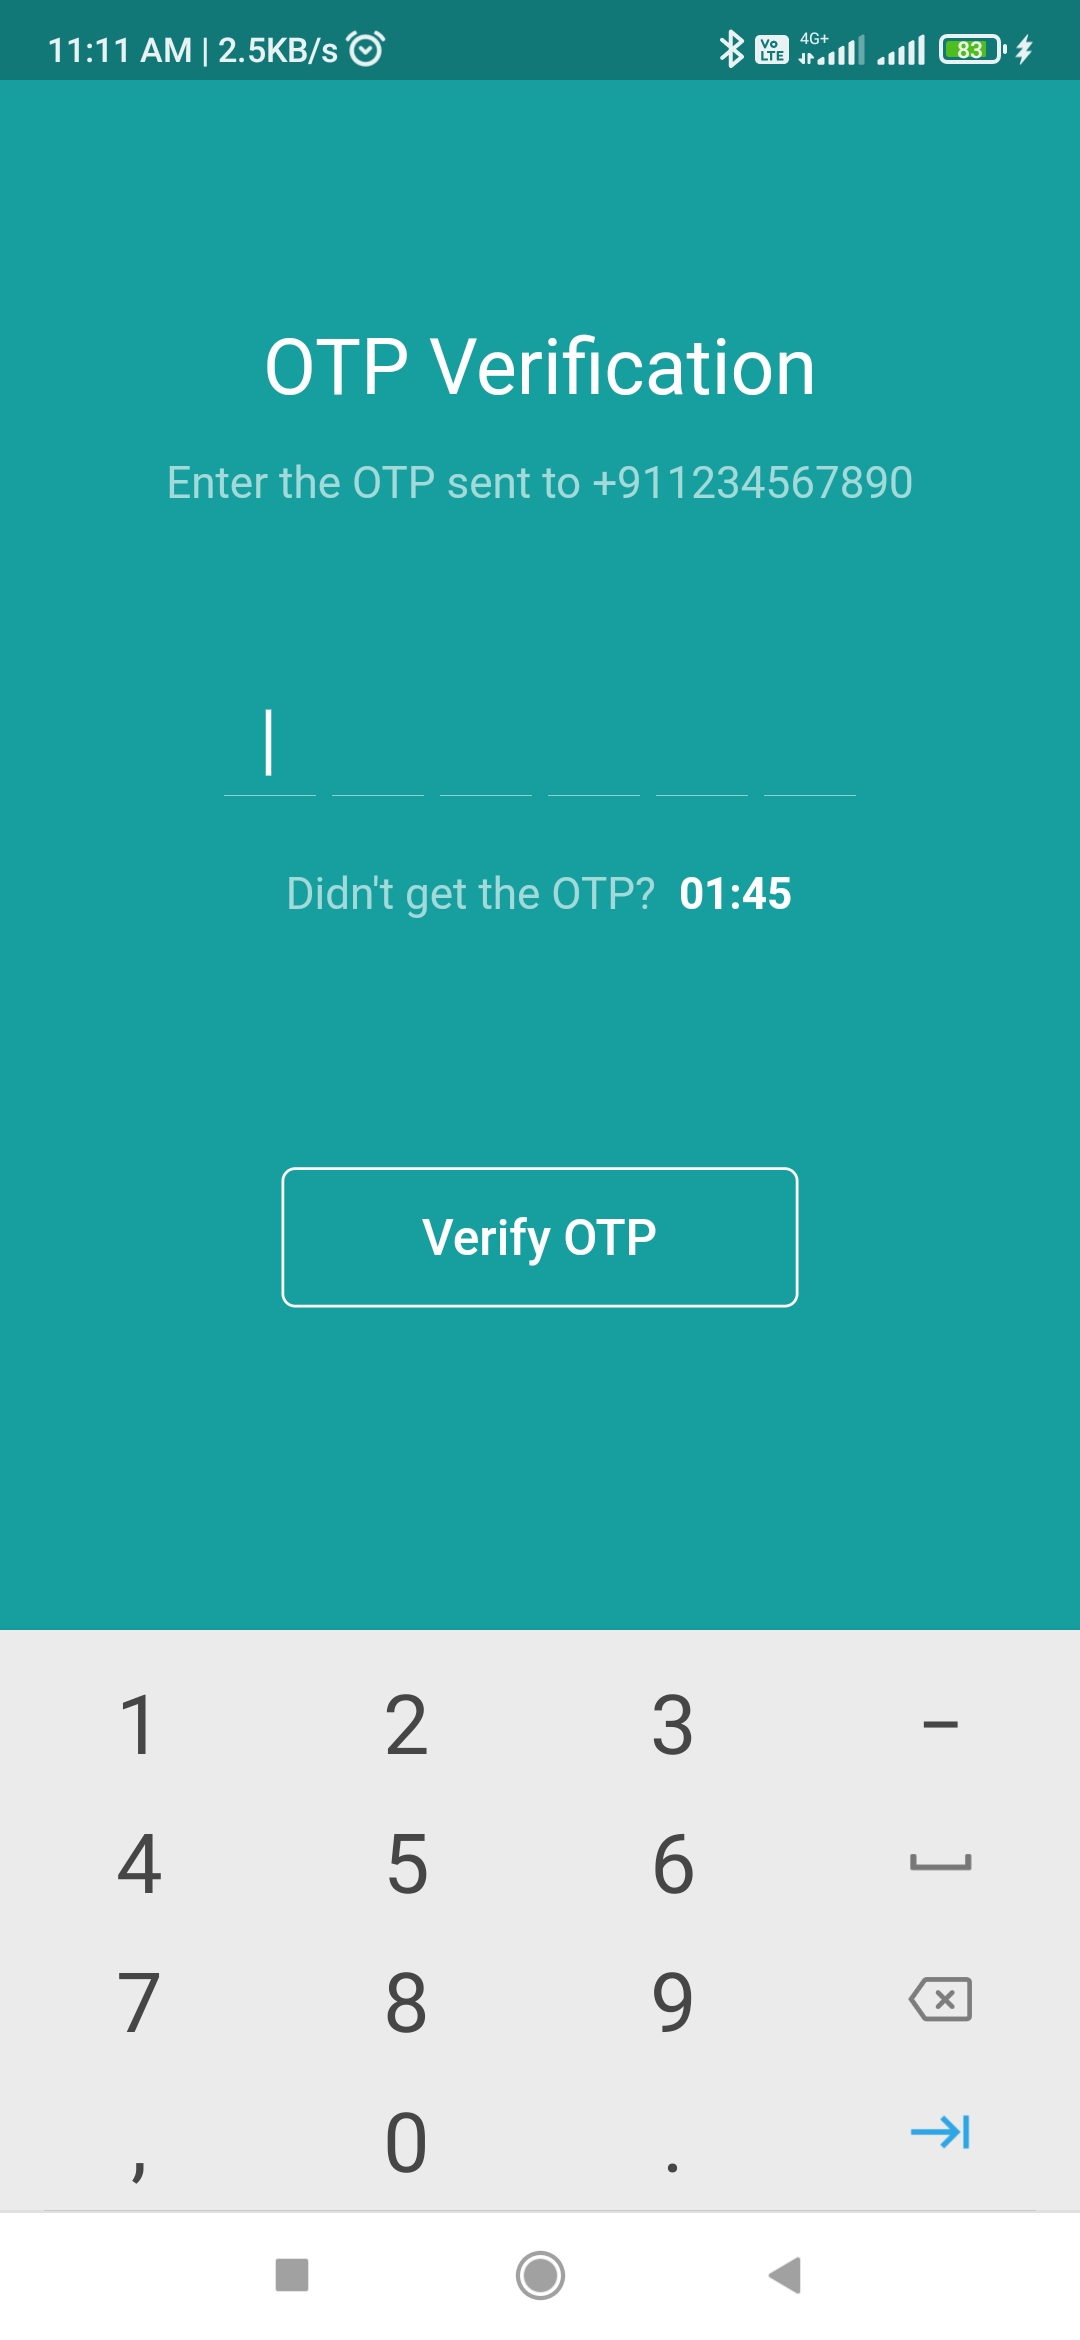 11:11 AM | 2.5KB/s
Vo LTE 4G+ 83
OTP Verification
Enter the OTP sent to +911234567890
Didn't get the OTP? 01:45
Verify OTP
1 2 3 –
4 5 6
7 8 9
, 0 .